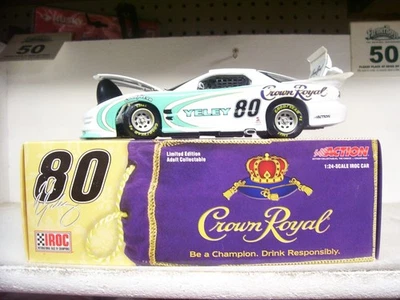 50
50
YELEY
80
Crown Royal
80
Limited Edition
Adult Collectable
ACTION
1:24-SCALE IROC CAR
Crown Royal
IROC
Be a Champion. Drink Responsibly.